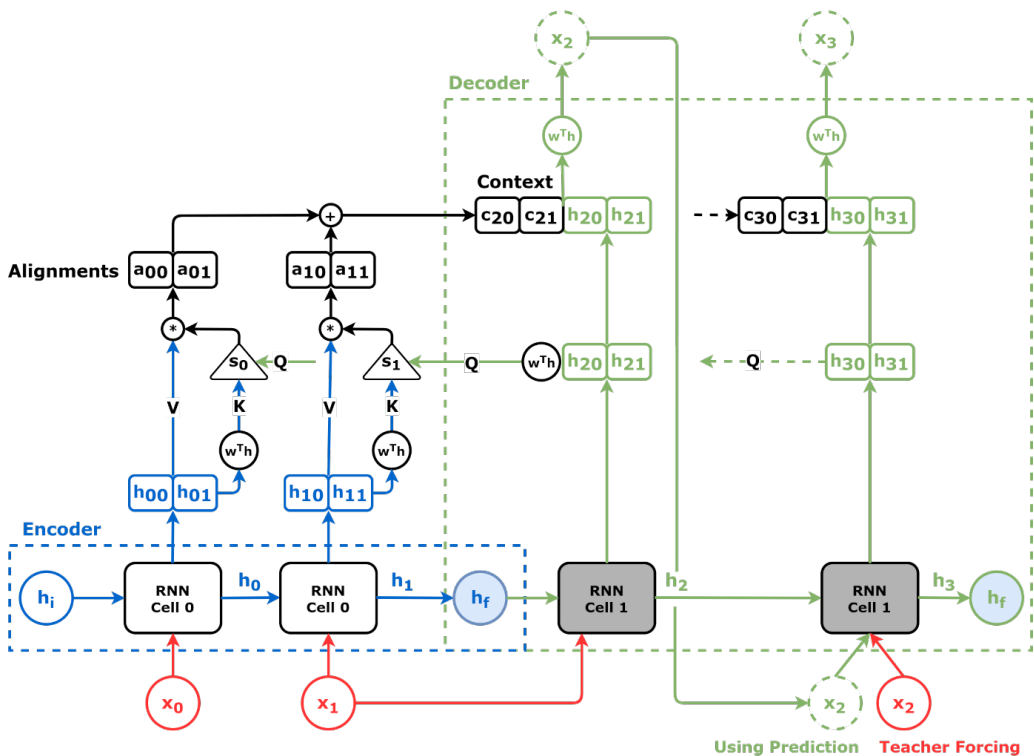 x2 x3
Decoder
wᵀh wᵀh
Context
c20 c21 h20 h21 c30 c31 h30 h31
+
Alignments a00 a01 a10 a11
* s0 Q * s1 Q wᵀh h20 h21 Q h30 h31
V K V K
wᵀh wᵀh
h00 h01 h10 h11
Encoder
hi RNN Cell 0 h0 RNN Cell 0 h1 hf RNN Cell 1 h2 RNN Cell 1 h3 hf
x0 x1 x2 x2
Using Prediction Teacher Forcing